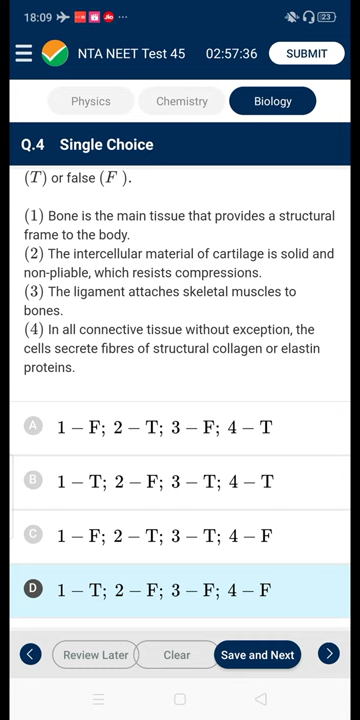 18:09 Jio 23
NTA NEET Test 45 02:57:36 SUBMIT
Physics Chemistry Biology
Q.4 Single Choice
(T) or false (F ).
(1) Bone is the main tissue that provides a structural
frame to the body.
(2) The intercellular material of cartilage is solid and
non-pliable, which resists compressions.
(3) The ligament attaches skeletal muscles to
bones.
(4) In all connective tissue without exception, the
cells secrete fibres of structural collagen or elastin
proteins.
A 1 – F; 2 – T; 3 – F; 4 – T
B 1 – T; 2 – F; 3 – T; 4 – T
C 1 – F; 2 – T; 3 – T; 4 – F
D 1 – T; 2 – F; 3 – F; 4 – F
Review Later Clear Save and Next